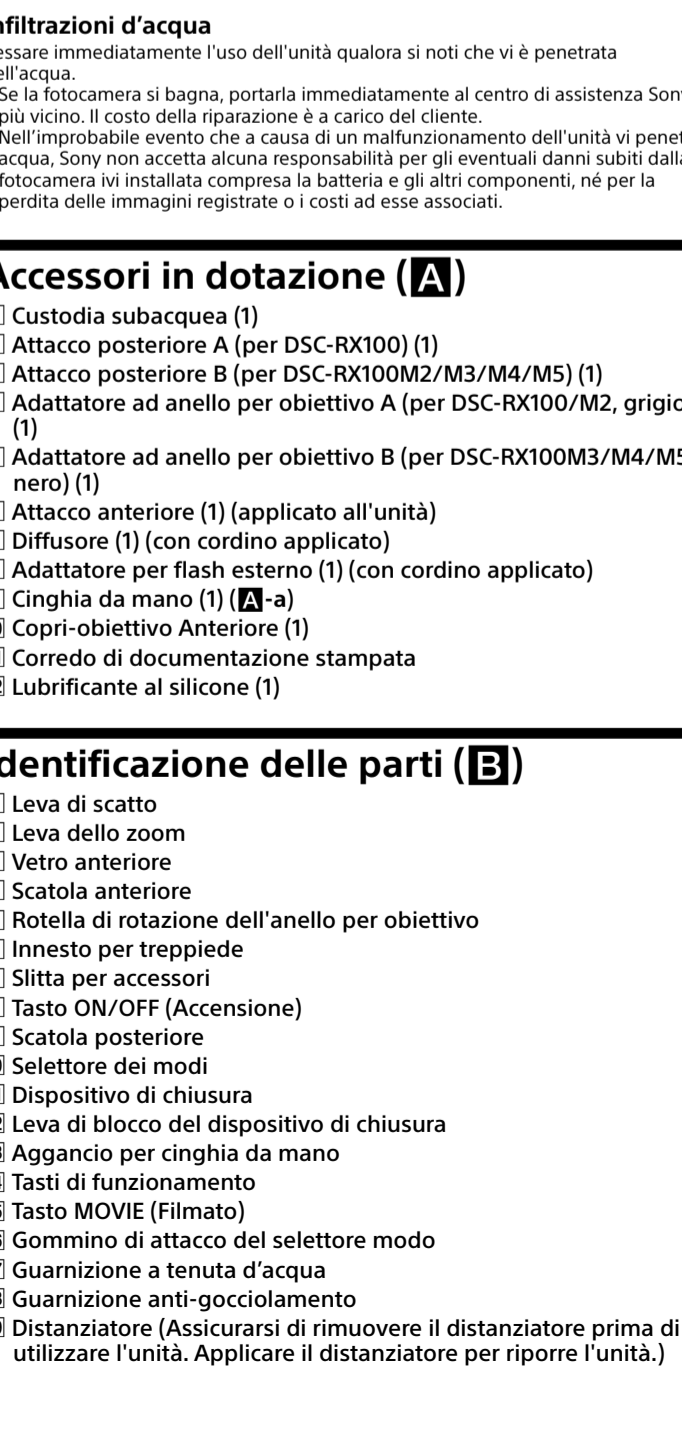 nfiltrazioni d'acqua
essare immediatamente l'uso dell'unità qualora si noti che vi è penetrata
ell'acqua.
Se la fotocamera si bagna, portarla immediatamente al centro di assistenza Sony
più vicino. Il costo della riparazione è a carico del cliente.
Nell'improbabile evento che a causa di un malfunzionamento dell'unità vi penet
acqua, Sony non accetta alcuna responsabilità per gli eventuali danni subiti dalla
fotocamera ivi installata compresa la batteria e gli altri componenti, né per la
perdita delle immagini registrate o i costi ad esse associati.
Accessori in dotazione (A)
Custodia subacquea (1)
Attacco posteriore A (per DSC-RX100) (1)
Attacco posteriore B (per DSC-RX100M2/M3/M4/M5) (1)
Adattatore ad anello per obiettivo A (per DSC-RX100/M2, grigio
(1)
Adattatore ad anello per obiettivo B (per DSC-RX100M3/M4/M5
nero) (1)
Attacco anteriore (1) (applicato all'unità)
Diffusore (1) (con cordino applicato)
Adattatore per flash esterno (1) (con cordino applicato)
Cinghia da mano (1) (A-a)
Copri-obiettivo Anteriore (1)
Corredo di documentazione stampata
Lubrificante al silicone (1)
dentificazione delle parti (B)
Leva di scatto
Leva dello zoom
Vetro anteriore
Scatola anteriore
Rotella di rotazione dell'anello per obiettivo
Innesto per treppiede
Slitta per accessori
Tasto ON/OFF (Accensione)
Scatola posteriore
Selettore dei modi
Dispositivo di chiusura
Leva di blocco del dispositivo di chiusura
Aggancio per cinghia da mano
Tasti di funzionamento
Tasto MOVIE (Filmato)
Gommino di attacco del selettore modo
Guarnizione a tenuta d'acqua
Guarnizione anti-gocciolamento
Distanziatore (Assicurarsi di rimuovere il distanziatore prima di
utilizzare l'unità. Applicare il distanziatore per riporre l'unità.)